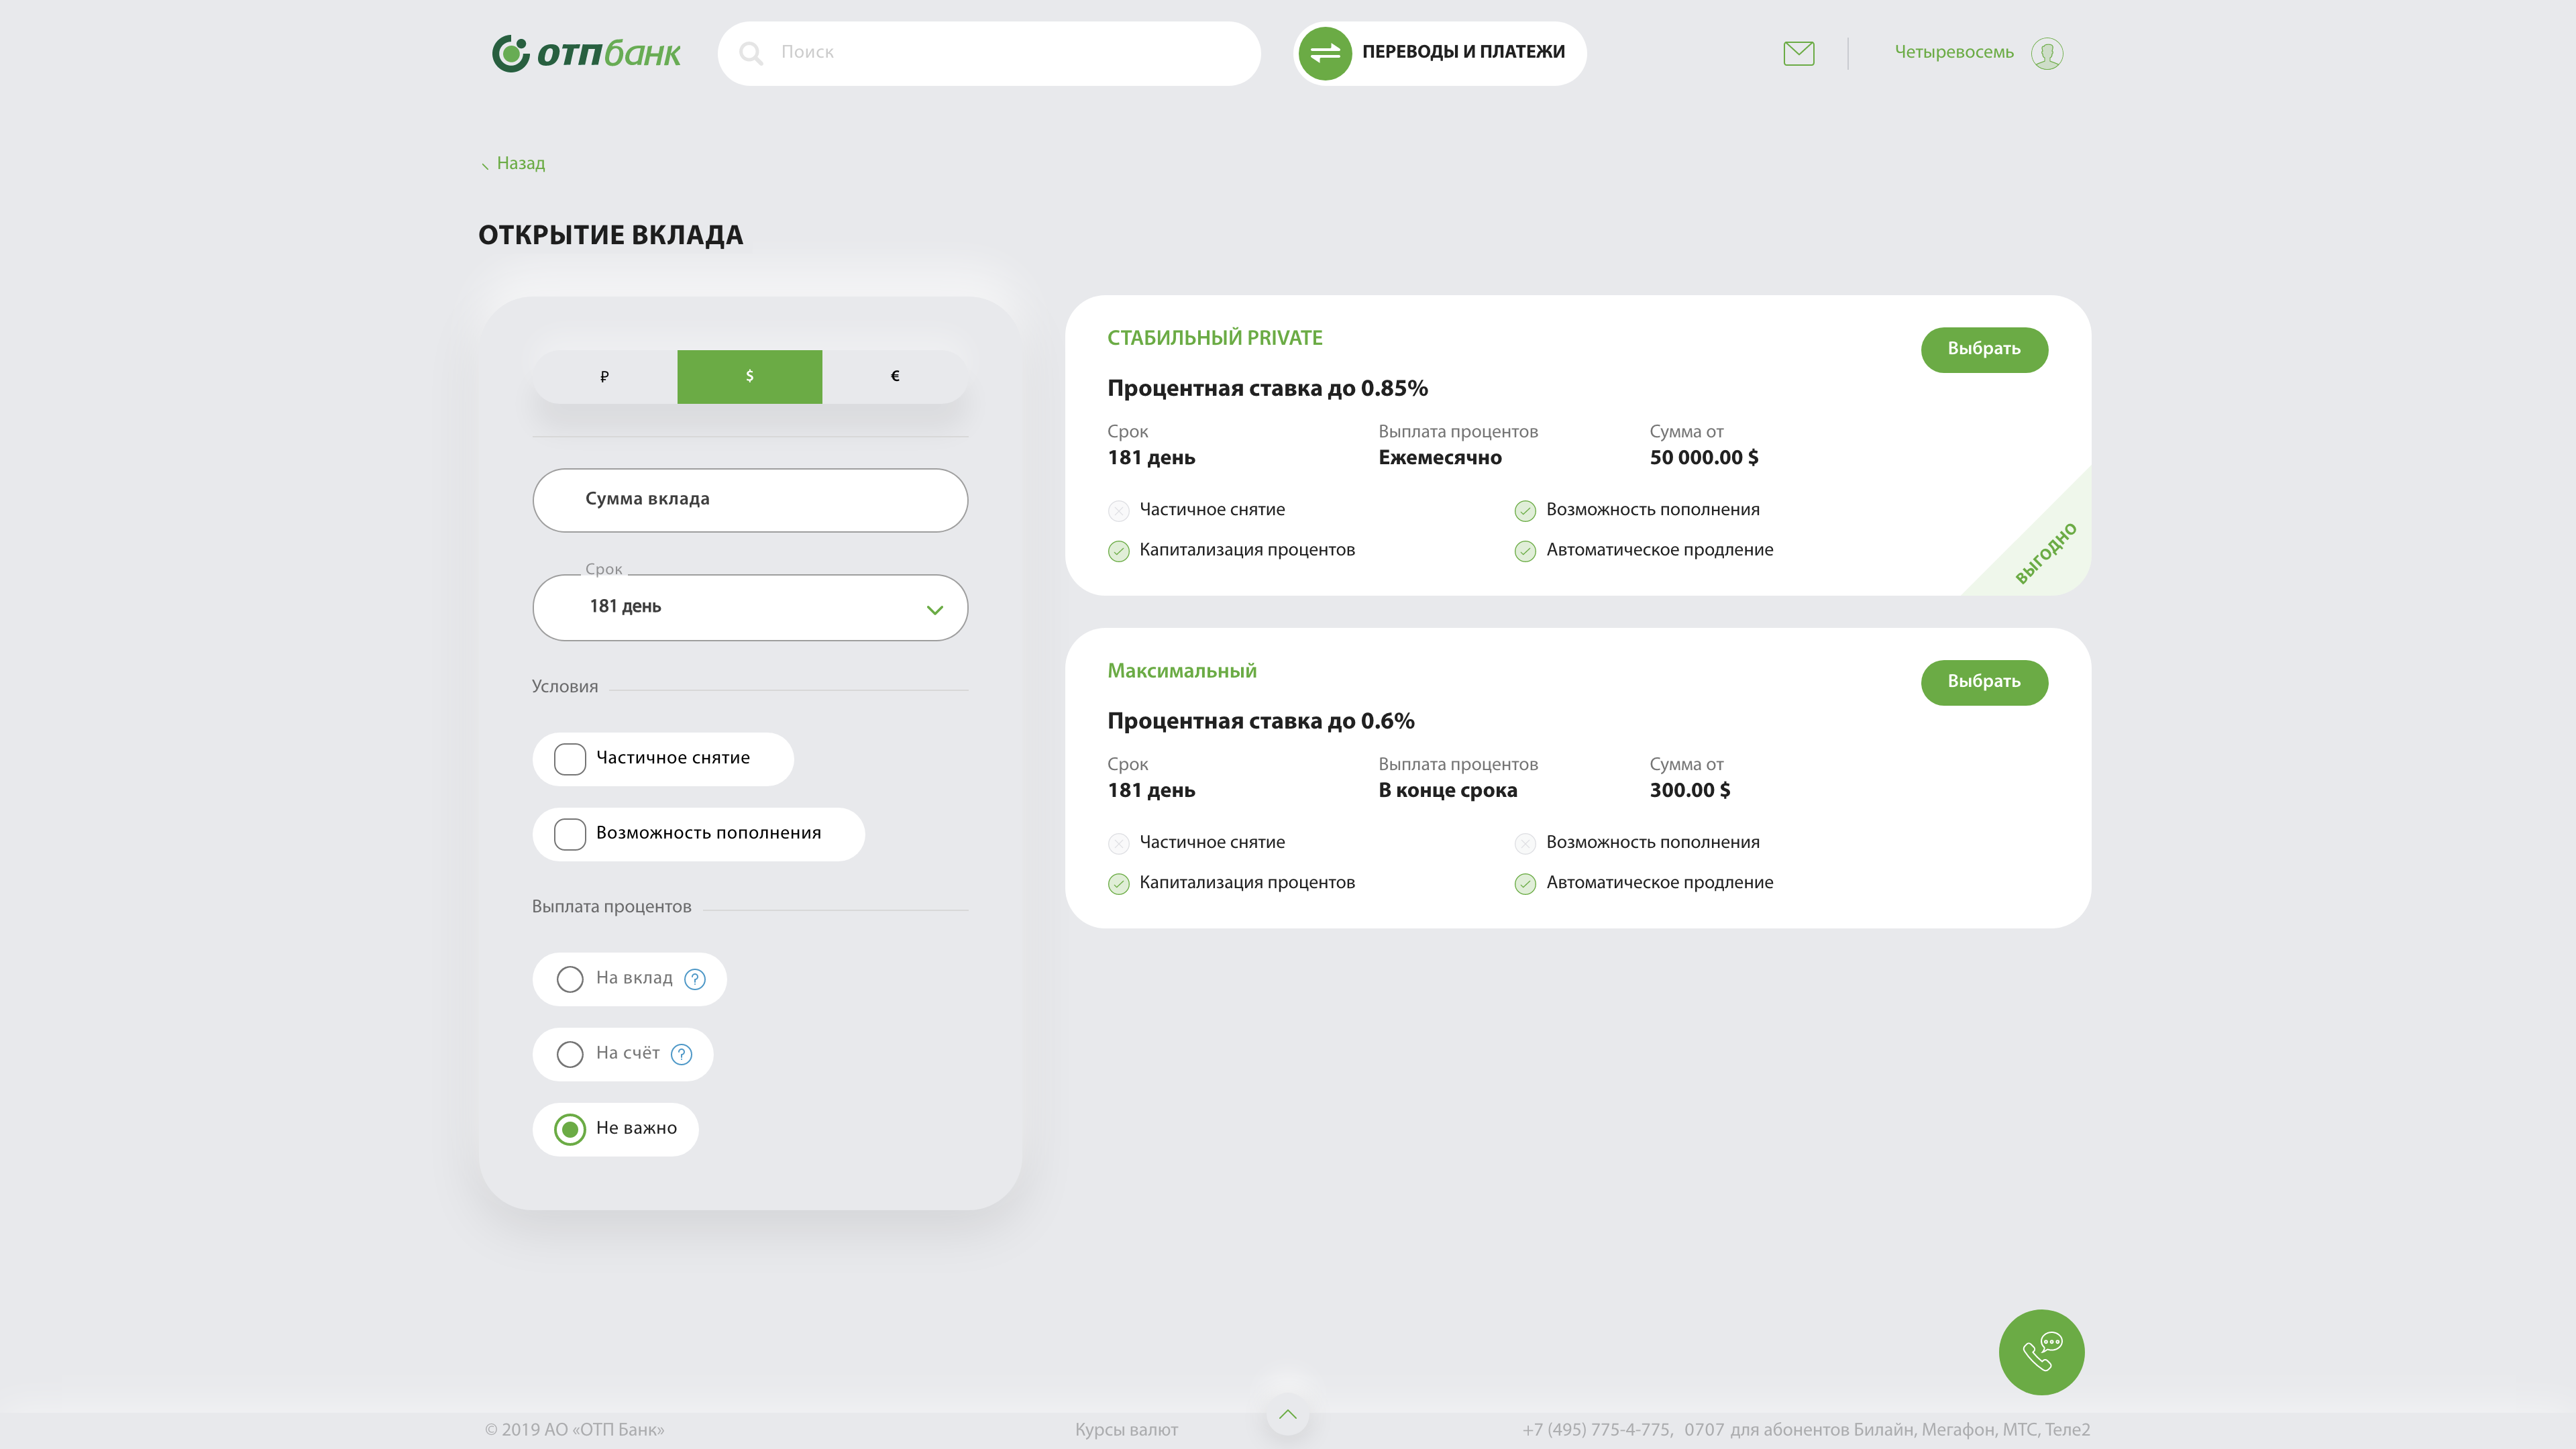 отпбанк
Поиск
ПЕРЕВОДЫ И ПЛАТЕЖИ
Четыревосемь
Назад
ОТКРЫТИЕ ВКЛАДА
₽
$
€
Сумма вклада
Срок
181 день
Условия
Частичное снятие
Возможность пополнения
Выплата процентов
На вклад ?
На счёт ?
Не важно
СТАБИЛЬНЫЙ PRIVATE
Выбрать
Процентная ставка до 0.85%
Срок Выплата процентов Сумма от
181 день Ежемесячно 50 000.00 $
Частичное снятие Возможность пополнения
Капитализация процентов Автоматическое продление
ВЫГОДНО
Максимальный
Выбрать
Процентная ставка до 0.6%
Срок Выплата процентов Сумма от
181 день В конце срока 300.00 $
Частичное снятие Возможность пополнения
Капитализация процентов Автоматическое продление
© 2019 АО «ОТП Банк» Курсы валют +7 (495) 775-4-775, 0707 для абонентов Билайн, Мегафон, МТС, Теле2